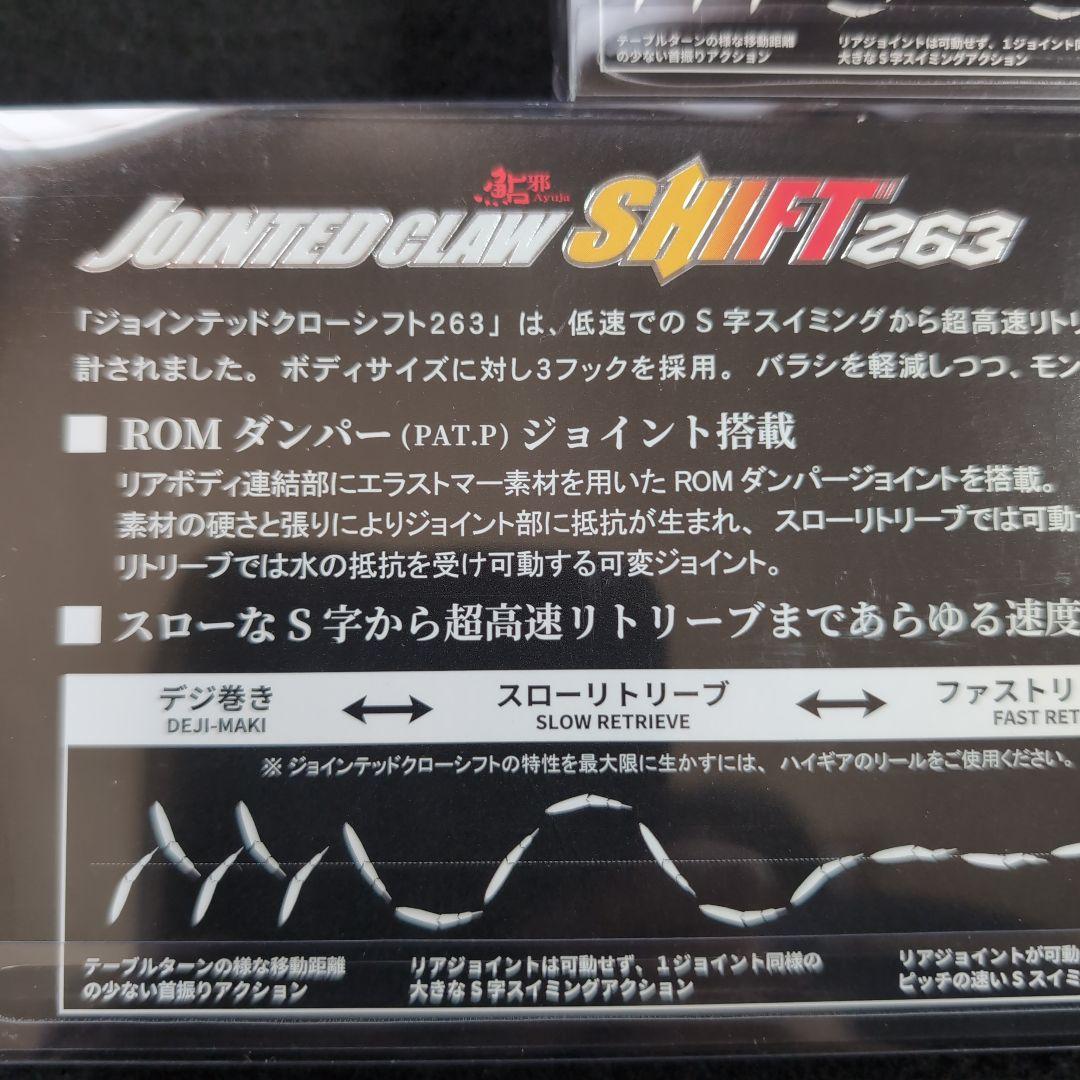 テーブルターンの様な移動距離
の少ない首振りアクション
リアジョイントは可動せず、1ジョイント同
大きなS字スイミングアクション
鮎邪
Ayuja
JOINTED CLAW SHIFT 263
「ジョインテッドクローシフト263」は、低速でのS字スイミングから超高速リトリ
計されました。ボディサイズに対し3フックを採用。バラシを軽減しつつ、モン
■ ROMダンパー(PAT.P)ジョイント搭載
リアボディ連結部にエラストマー素材を用いたROMダンパージョイントを搭載。
素材の硬さと張りによりジョイント部に抵抗が生まれ、スローリトリーブでは可動
リトリーブでは水の抵抗を受け可動する可変ジョイント。
■ スローなS字から超高速リトリーブまであらゆる速度
デジ巻き ↔ スローリトリーブ ↔ ファストリ
DEJI-MAKI SLOW RETRIEVE FAST RET
※ジョインテッドクローシフトの特性を最大限に生かすには、ハイギアのリールをご使用ください。
テーブルターンの様な移動距離
の少ない首振りアクション
リアジョイントは可動せず、1ジョイント同様の
大きなS字スイミングアクション
リアジョイントが可動
ピッチの速いSスイミ